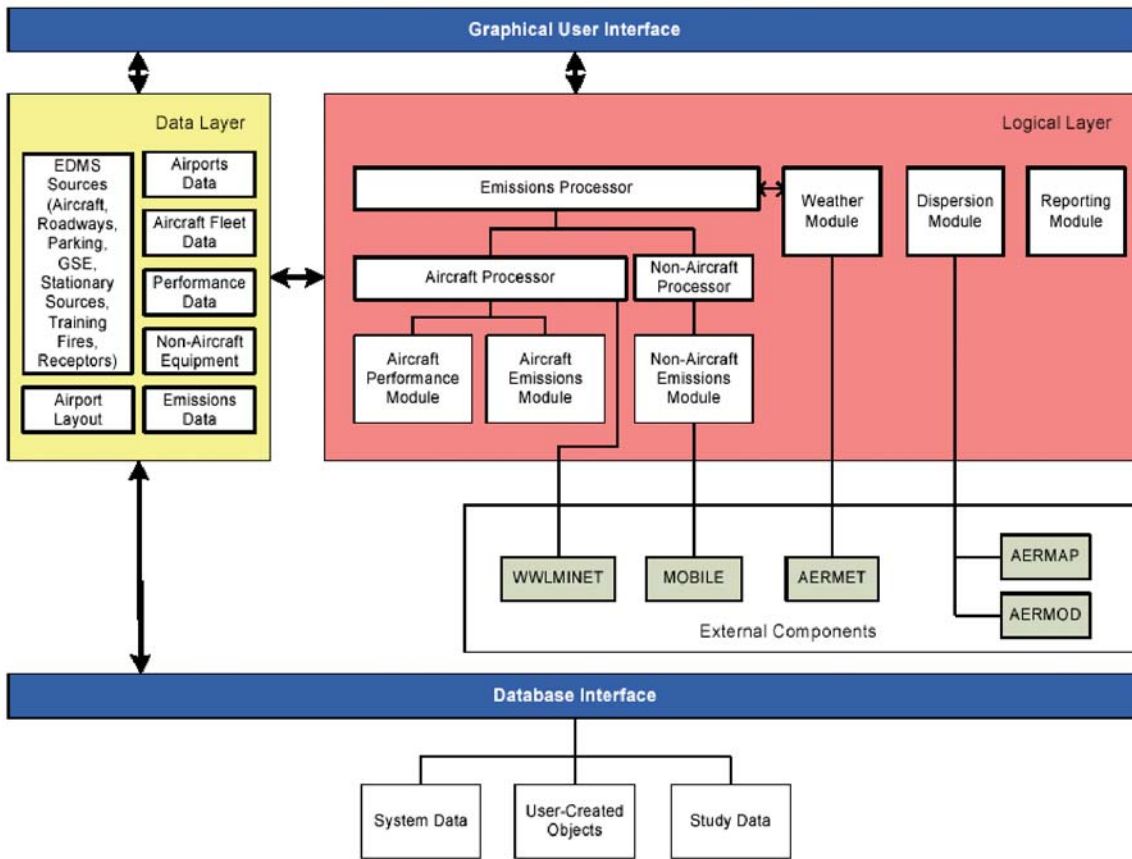 Graphical User Interface
Data Layer
EDMS
Sources
(Aircraft,
Roadways,
Parking,
GSE,
Stationary
Sources,
Training
Fires,
Receptors)
Airports
Data
Aircraft Fleet
Data
Performance
Data
Non-Aircraft
Equipment
Airport
Layout
Emissions
Data
Logical Layer
Emissions Processor
Weather
Module
Dispersion
Module
Reporting
Module
Aircraft Processor
Non-Aircraft
Processor
Aircraft
Performance
Module
Aircraft
Emissions
Module
Non-Aircraft
Emissions
Module
WWLMINET
MOBILE
AERMET
AERMAP
AERMOD
External Components
Database Interface
System Data
User-Created
Objects
Study Data